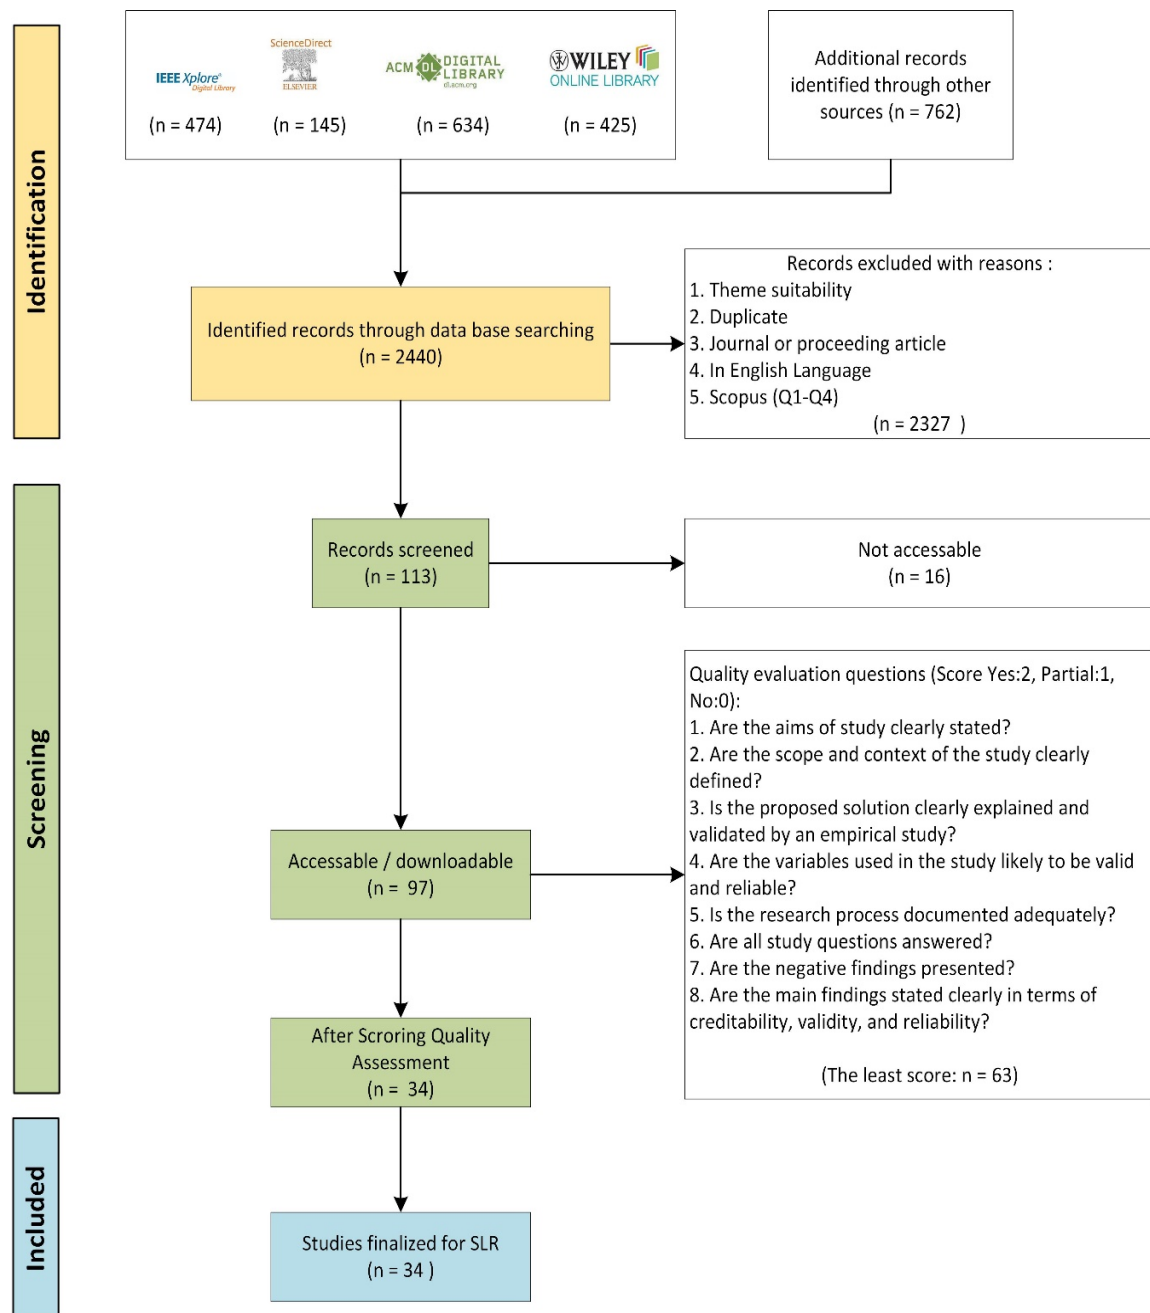 Identification
IEEE Xplore®
Digital Library
(n = 474)
ScienceDirect
ELSEVIER
(n = 145)
ACM DL DIGITAL
LIBRARY
dl.acm.org
(n = 634)
WILEY
ONLINE LIBRARY
(n = 425)
Additional records
identified through other
sources (n = 762)
Identified records through data base searching
(n = 2440)
Records excluded with reasons :
1. Theme suitability
2. Duplicate
3. Journal or proceeding article
4. In English Language
5. Scopus (Q1-Q4)
(n = 2327 )
Screening
Records screened
(n = 113)
Not accessable
(n = 16)
Accessable / downloadable
(n = 97)
Quality evaluation questions (Score Yes:2, Partial:1,
No:0):
1. Are the aims of study clearly stated?
2. Are the scope and context of the study clearly
defined?
3. Is the proposed solution clearly explained and
validated by an empirical study?
4. Are the variables used in the study likely to be valid
and reliable?
5. Is the research process documented adequately?
6. Are all study questions answered?
7. Are the negative findings presented?
8. Are the main findings stated clearly in terms of
creditability, validity, and reliability?
(The least score: n = 63)
After Scroring Quality
Assessment
(n = 34)
Included
Studies finalized for SLR
(n = 34 )